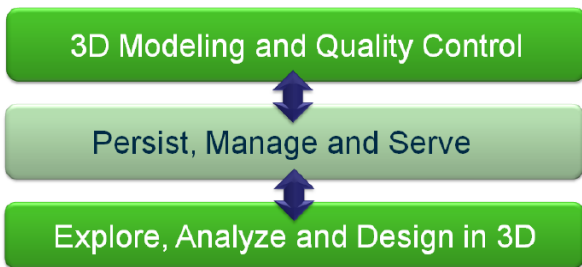 3D Modeling and Quality Control
Persist, Manage and Serve
Explore, Analyze and Design in 3D